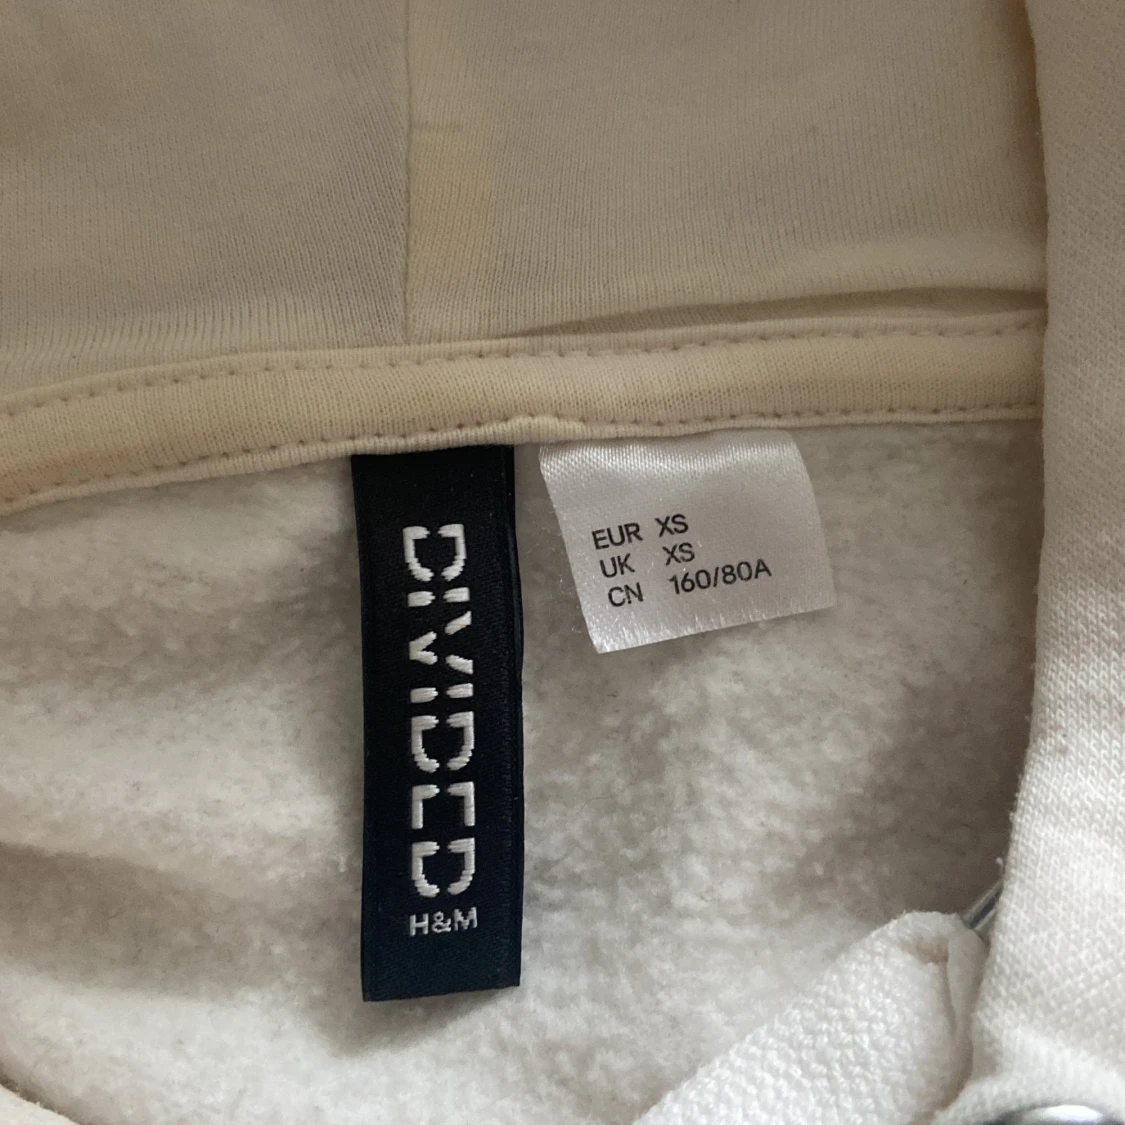 DIVIDED
H&M
EUR XS
UK XS
CN 160/80A